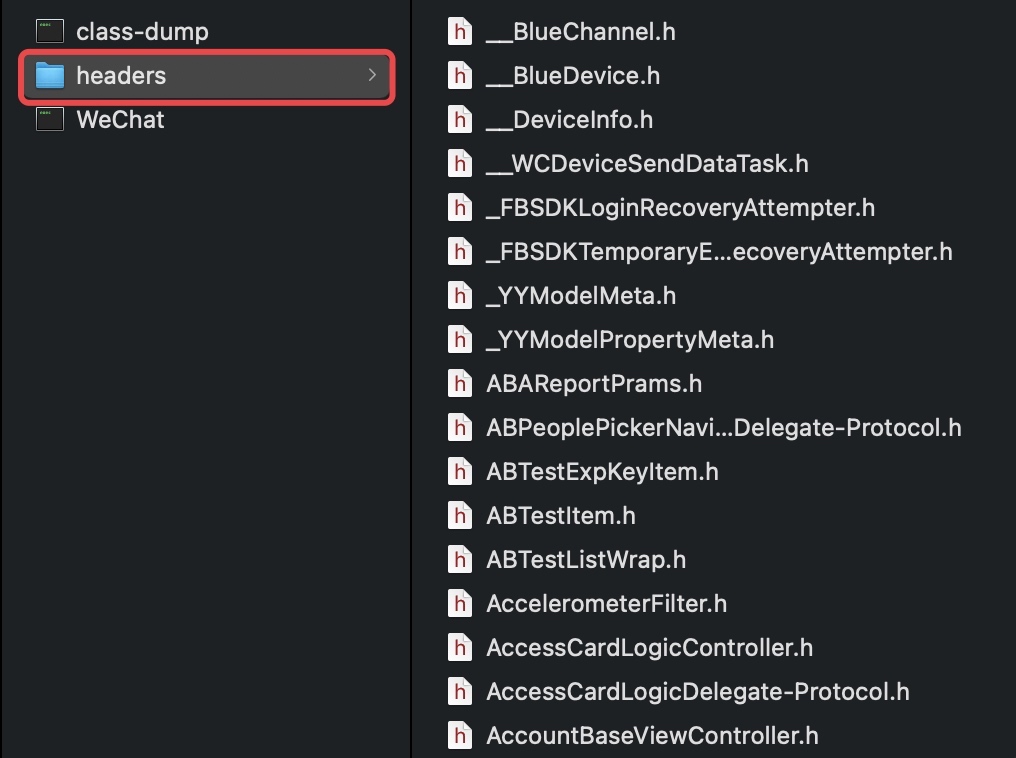 class-dump
headers
WeChat
__BlueChannel.h
__BlueDevice.h
__DeviceInfo.h
__WCDeviceSendDataTask.h
_FBSDKLoginRecoveryAttempter.h
_FBSDKTemporaryE...ecoveryAttempter.h
_YYModelMeta.h
_YYModelPropertyMeta.h
ABAReportPrams.h
ABPeoplePickerNavi...Delegate-Protocol.h
ABTestExpKeyItem.h
ABTestItem.h
ABTestListWrap.h
AccelerometerFilter.h
AccessCardLogicController.h
AccessCardLogicDelegate-Protocol.h
AccountBaseViewController.h